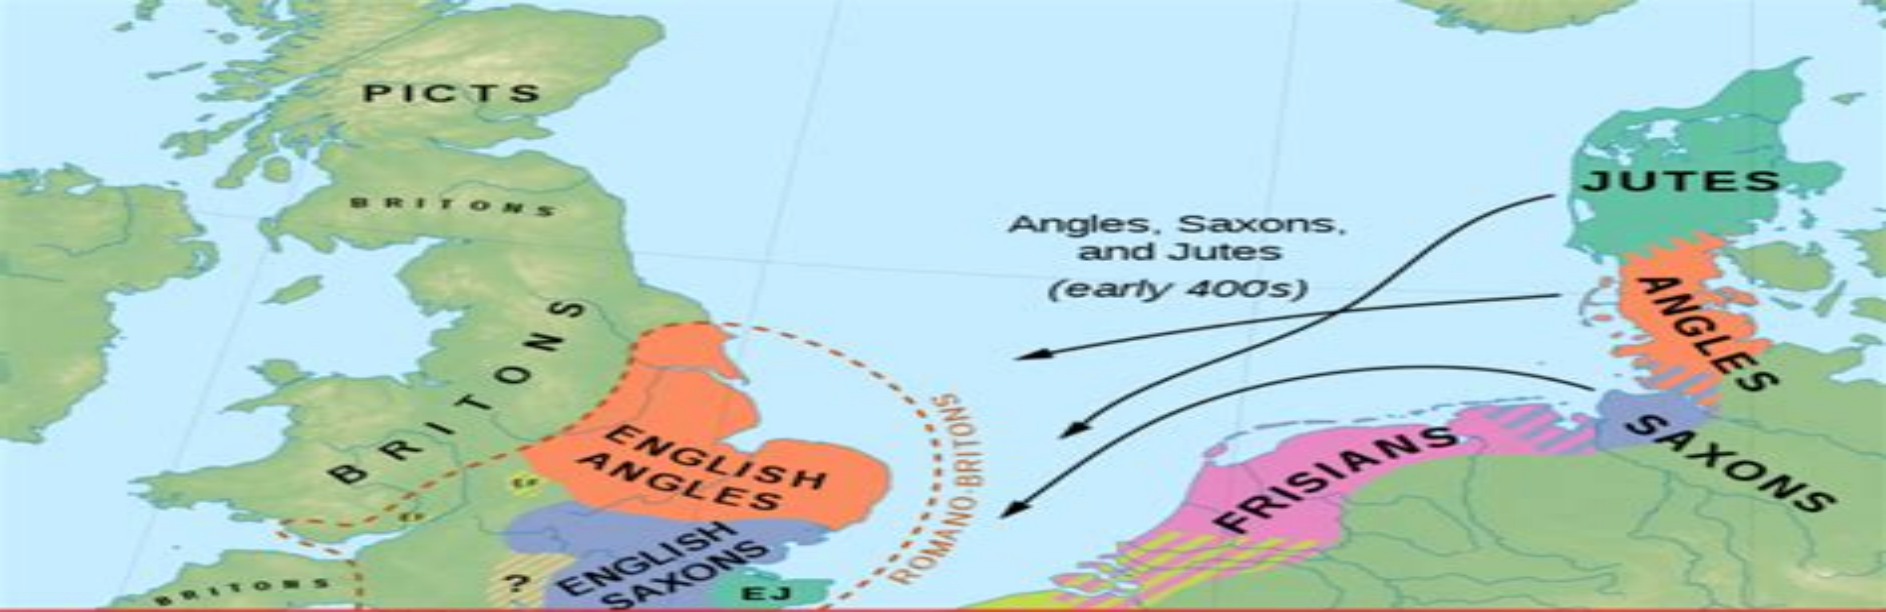 PICTS
BRITONS
JUTES
Angles, Saxons,
and Jutes
(early 400s)
ANGLES
BRITONS
ENGLISH
ANGLES
ROMANO-BRITONS
FRISIANS
SAXONS
ENGLISH
SAXONS
?
EJ
BRITONS